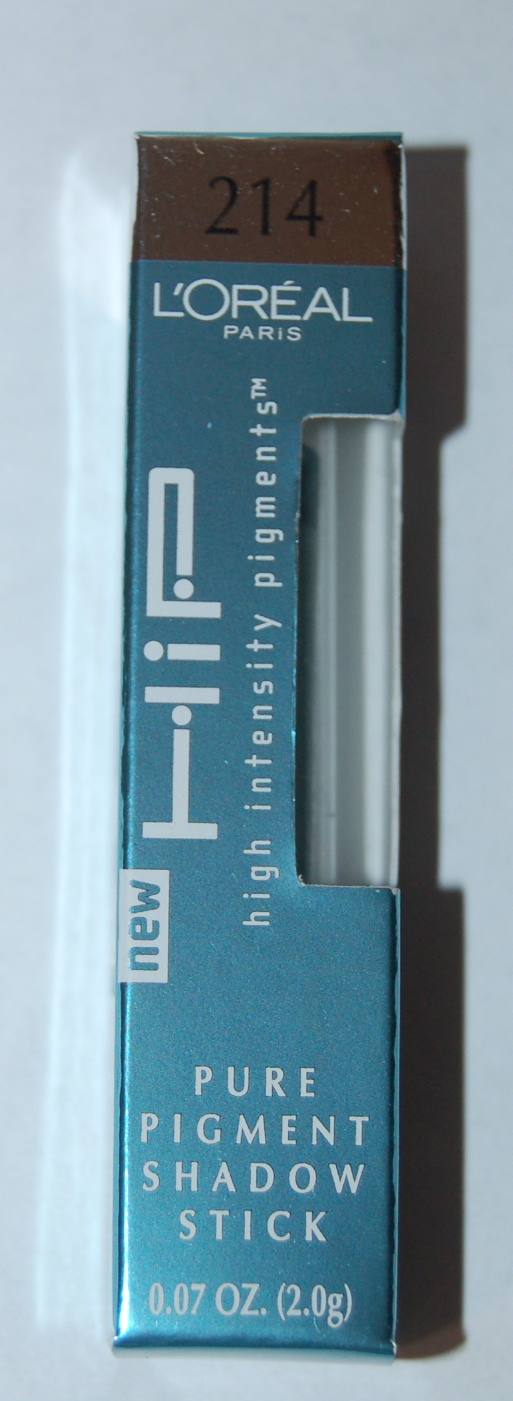 214
L'ORÉAL
PARiS
HiP
high intensity pigments™
new
PURE
PIGMENT
SHADOW
STICK
0.07 OZ. (2.0g)